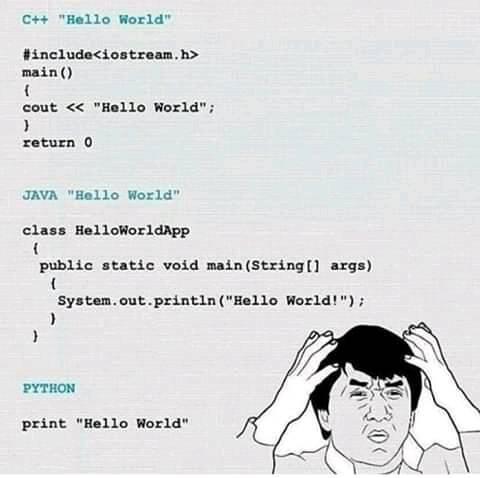 C++ "Hello World"
#include<iostream.h>
main()
{
cout << "Hello World";
}
return 0
JAVA "Hello World"
class HelloWorldApp
{
public static void main(String[] args)
{
System.out.println("Hello World!");
}
}
PYTHON
print "Hello World"